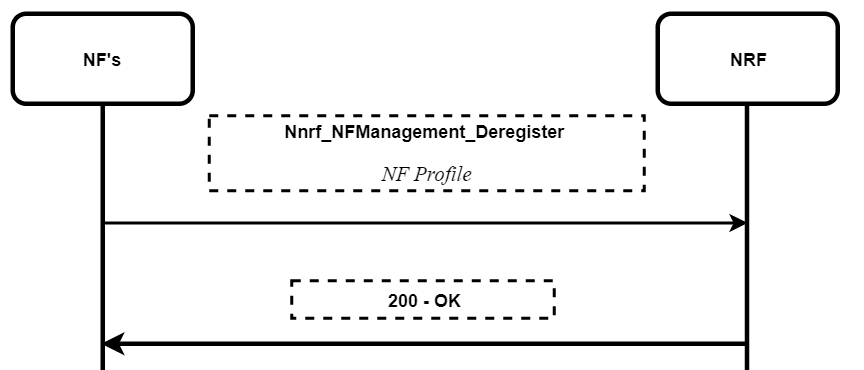 NF's
NRF
Nnrf_NFManagement_Deregister
NF Profile
200 - OK